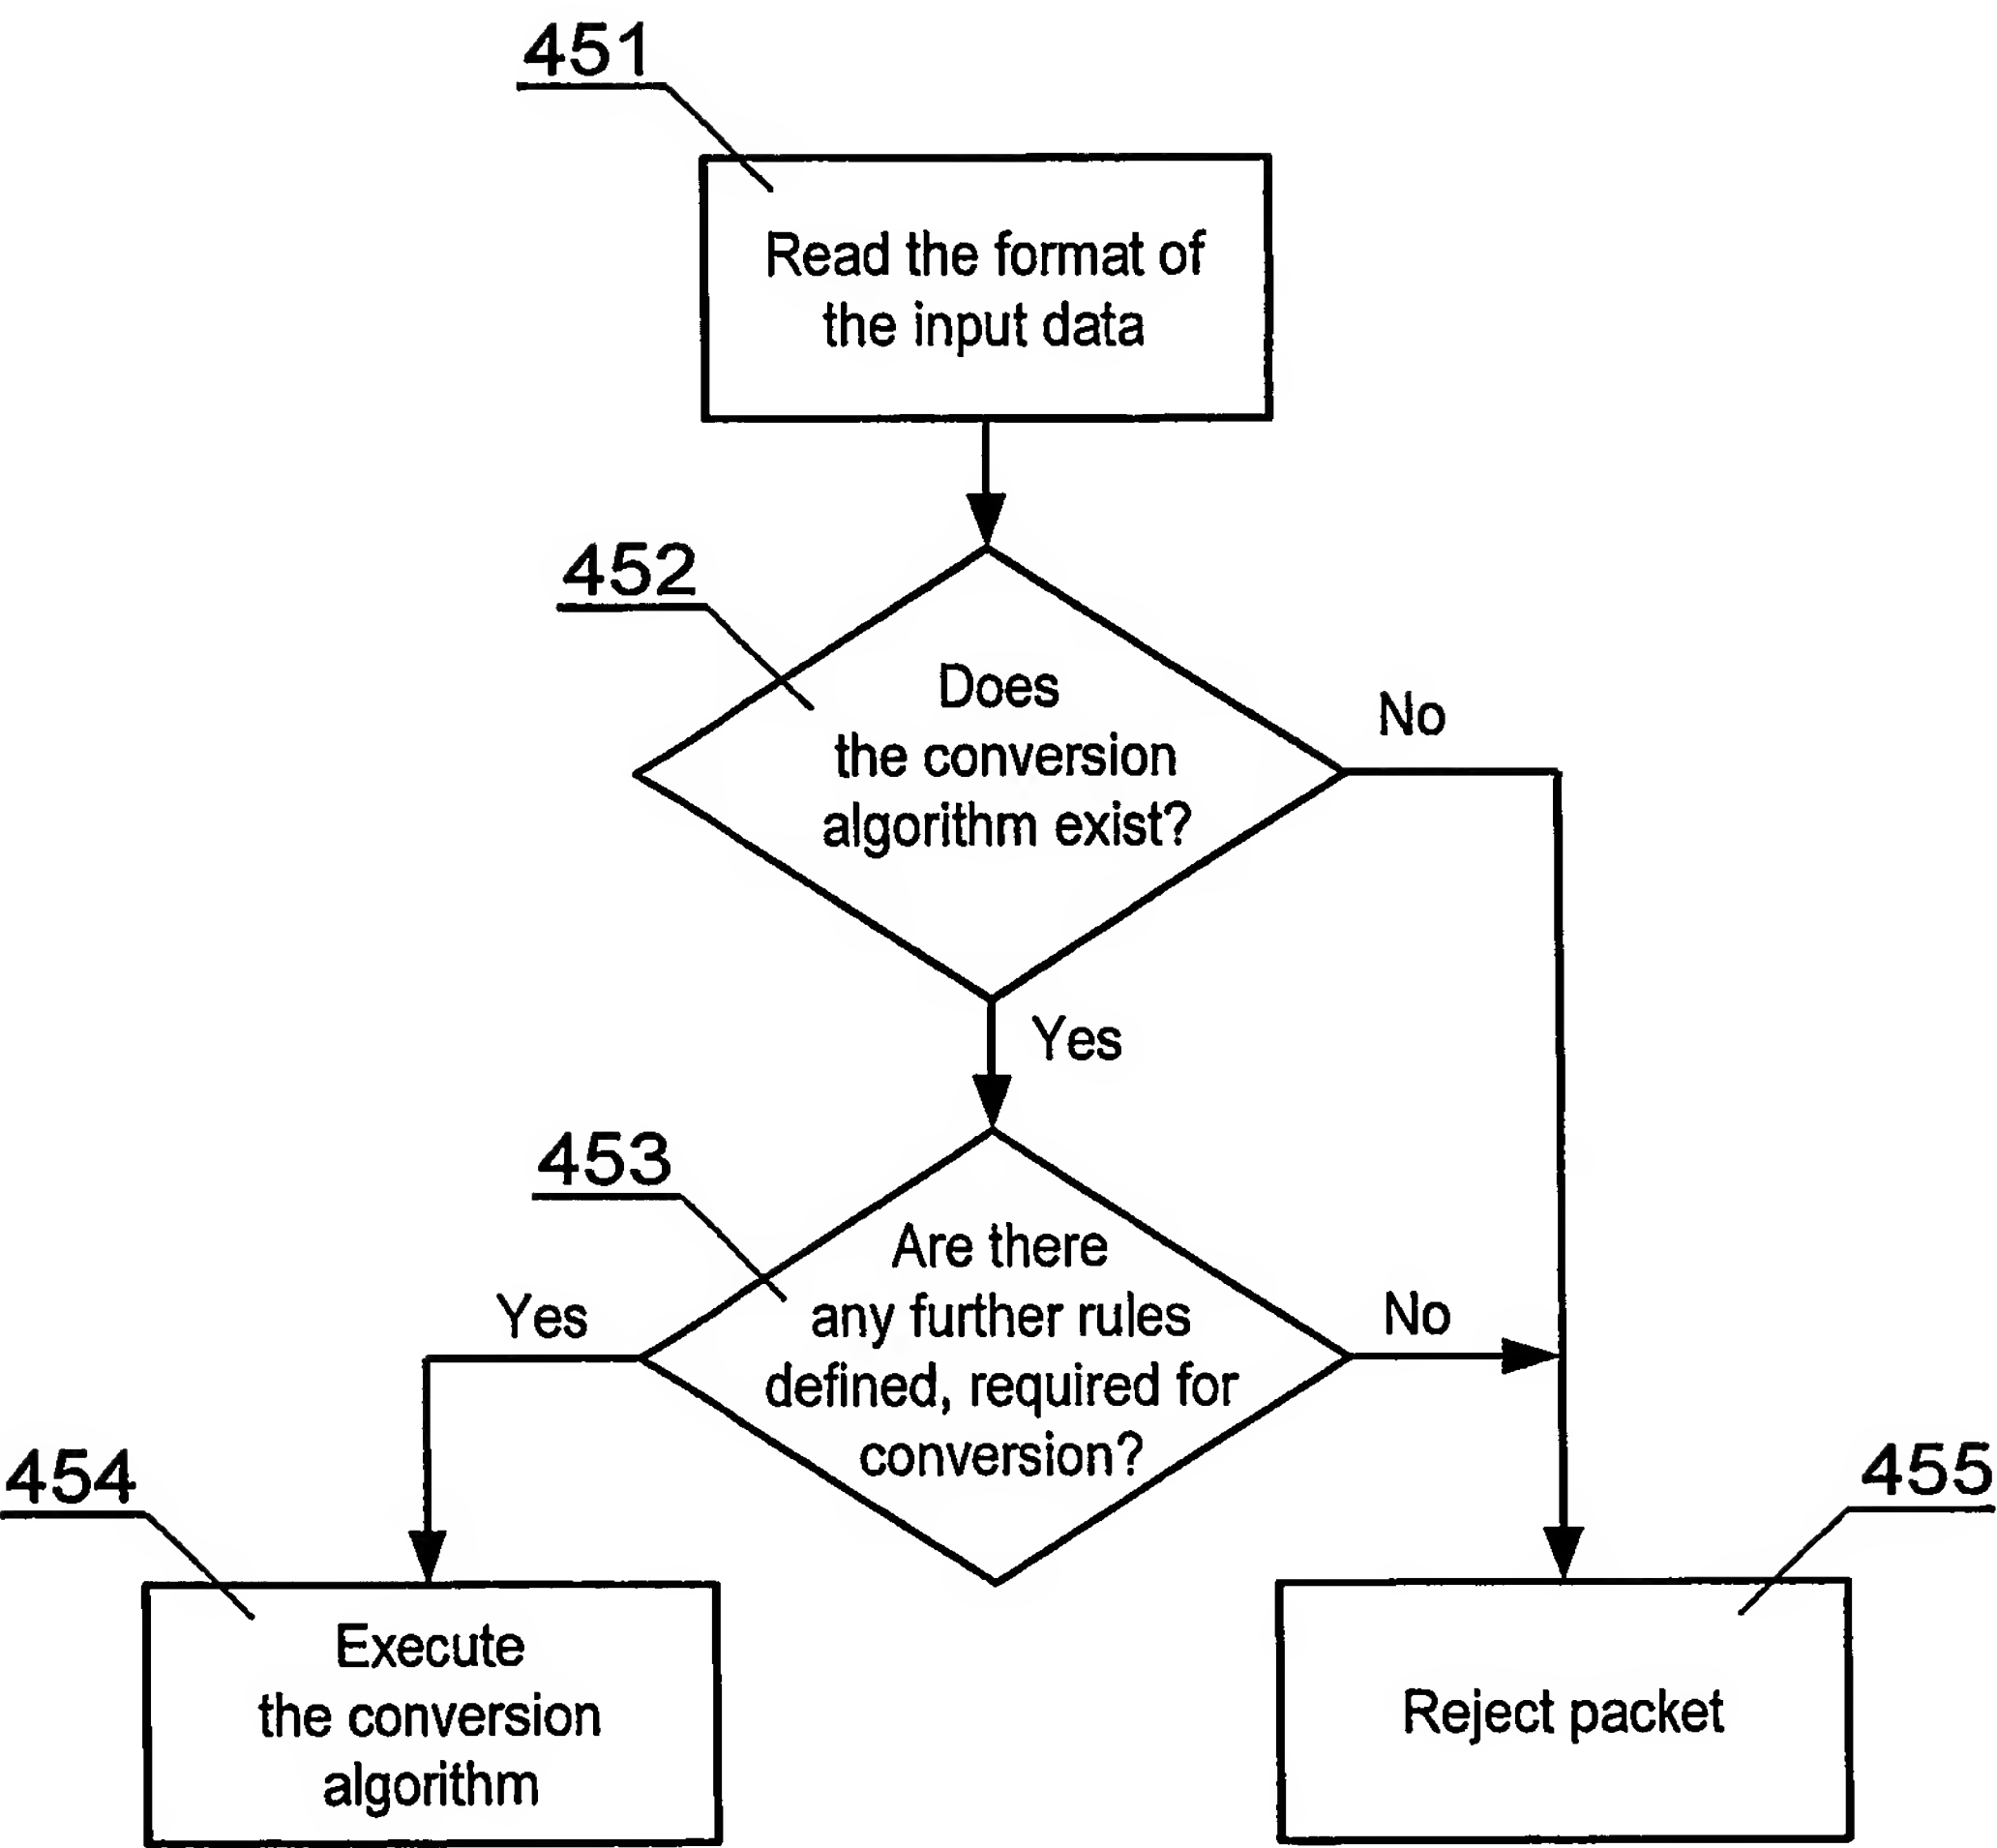 451
Read the format of
the input data
452
Does
the conversion
algorithm exist?
No
Yes
453
Are there
any further rules
defined, required for
conversion?
Yes
No
454
Execute
the conversion
algorithm
455
Reject packet